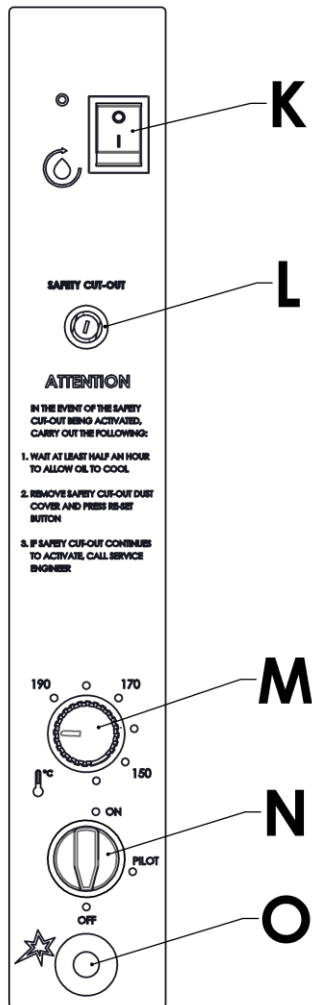 K
SAFETY CUT-OUT
L
ATTENTION
IN THE EVENT OF THE SAFETY
CUT-OUT BEING ACTIVATED,
CARRY OUT THE FOLLOWING:
1. WAIT AT LEAST HALF AN HOUR
TO ALLOW OIL TO COOL
2. REMOVE SAFETY CUT-OUT DUST
COVER AND PRESS RE-SET
BUTTON
3. IF SAFETY CUT-OUT CONTINUES
TO ACTIVATE, CALL SERVICE
ENGINEER
190
170
M
150
°C
ON
N
PILOT
OFF
O